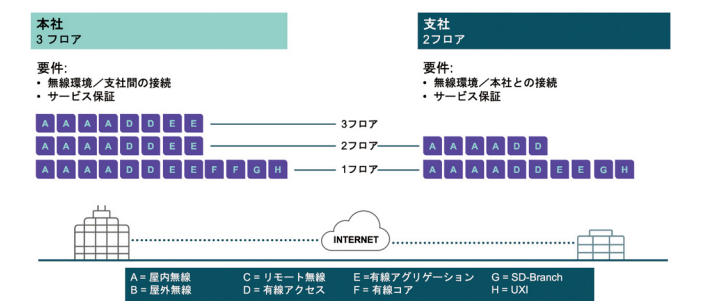 本社
3 フロア
支社
2フロア
要件:
• 無線環境／支社間の接続
• サービス保証
要件:
• 無線環境／本社との接続
• サービス保証
A A A A D D E E
3フロア
A A A A D D E E
2フロア
A A A A D D
A A A A D D E E F F G H
1フロア
A A A A D D E E G H
INTERNET
A = 屋内無線
C = リモート無線
E =有線アグリゲーション
G = SD-Branch
B = 屋外無線
D = 有線アクセス
F = 有線コア
H = UXI